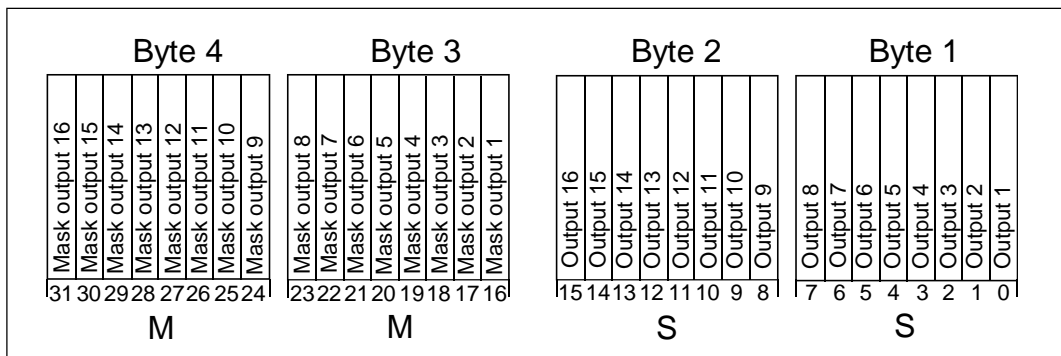 Byte 4 Byte 3 Byte 2 Byte 1
Mask output 16
Mask output 15
Mask output 14
Mask output 13
Mask output 12
Mask output 11
Mask output 10
Mask output 9
Mask output 8
Mask output 7
Mask output 6
Mask output 5
Mask output 4
Mask output 3
Mask output 2
Mask output 1
Output 16
Output 15
Output 14
Output 13
Output 12
Output 11
Output 10
Output 9
Output 8
Output 7
Output 6
Output 5
Output 4
Output 3
Output 2
Output 1
31 30 29 28 27 26 25 24 23 22 21 20 19 18 17 16 15 14 13 12 11 10 9 8 7 6 5 4 3 2 1 0
M M S S